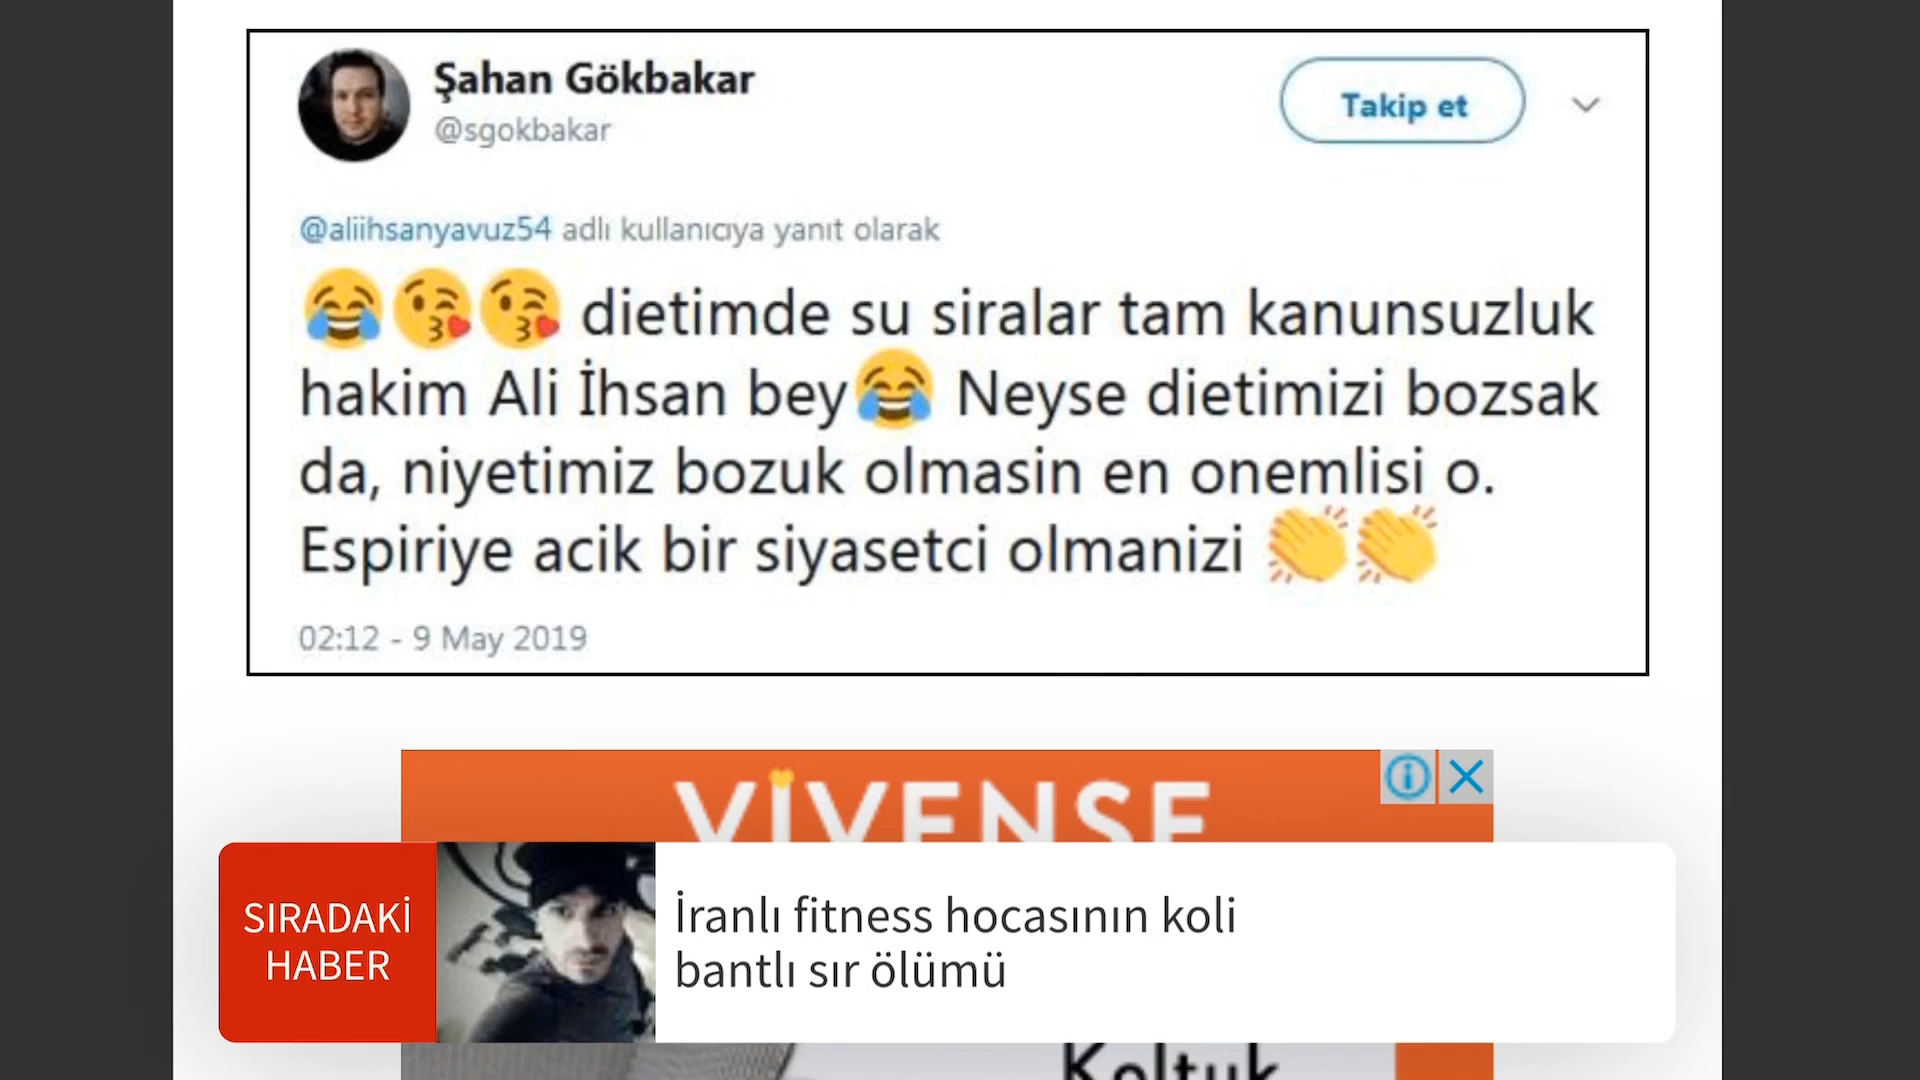 Şahan Gökbakar
@sgokbakar
Takip et
@aliihsanyavuz54 adlı kullanıcıya yanıt olarak
😂😘😘 dietimde su siralar tam kanunsuzluk
hakim Ali İhsan bey😂 Neyse dietimizi bozsak
da, niyetimiz bozuk olmasin en onemlisi o.
Espiriye acik bir siyasetci olmanizi 👏👏
02:12 - 9 May 2019
VİVENSE
SIRADAKİ
HABER
İranlı fitness hocasının koli
bantlı sır ölümü
Koltuk